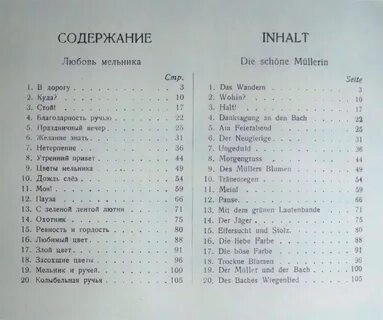 СОДЕРЖАНИЕ
Любовь мельника
Стр.
1. В дорогу 3
2. Куда? 10
3. Стой! 16
4. Благодарность ручью 22
5. Праздничный вечер 25
6. Желание знать 31
7. Нетерпение 36
8. Утренний привет 44
9. Цветы мельника 49
10. Дождь слёз 54
11. Моя! 59
12. Пауза 66
13. С зеленой лентой лютни 71
14. Охотник 75
15. Ревность и гордость 80
16. Любимый цвет 88
17. Злой цвет 91
18. Засохшие цветы 96
19. Мельник и ручей 100
20. Колыбельная ручья 105
INHALT
Die schöne Müllerin
Seite
1. Das Wandern 3
2. Wohin? 10
3. Halt! 16
4. Danksagung an den Bach 22
5. Am Feierabend 25
6. Der Neugierige 31
7. Ungeduld 36
8. Morgengruss 44
9. Des Müllers Blumen 49
10. Tränenregen 54
11. Mein! 59
12. Pause 66
13. Mit dem grünen Lautenbande 71
14. Der Jäger 75
15. Eifersucht und Stolz 80
16. Die liebe Farbe 88
17. Die böse Farbe 91
18. Trockne Blumen 96
19. Der Müller und der Bach 100
20. Des Baches Wiegenlied 105